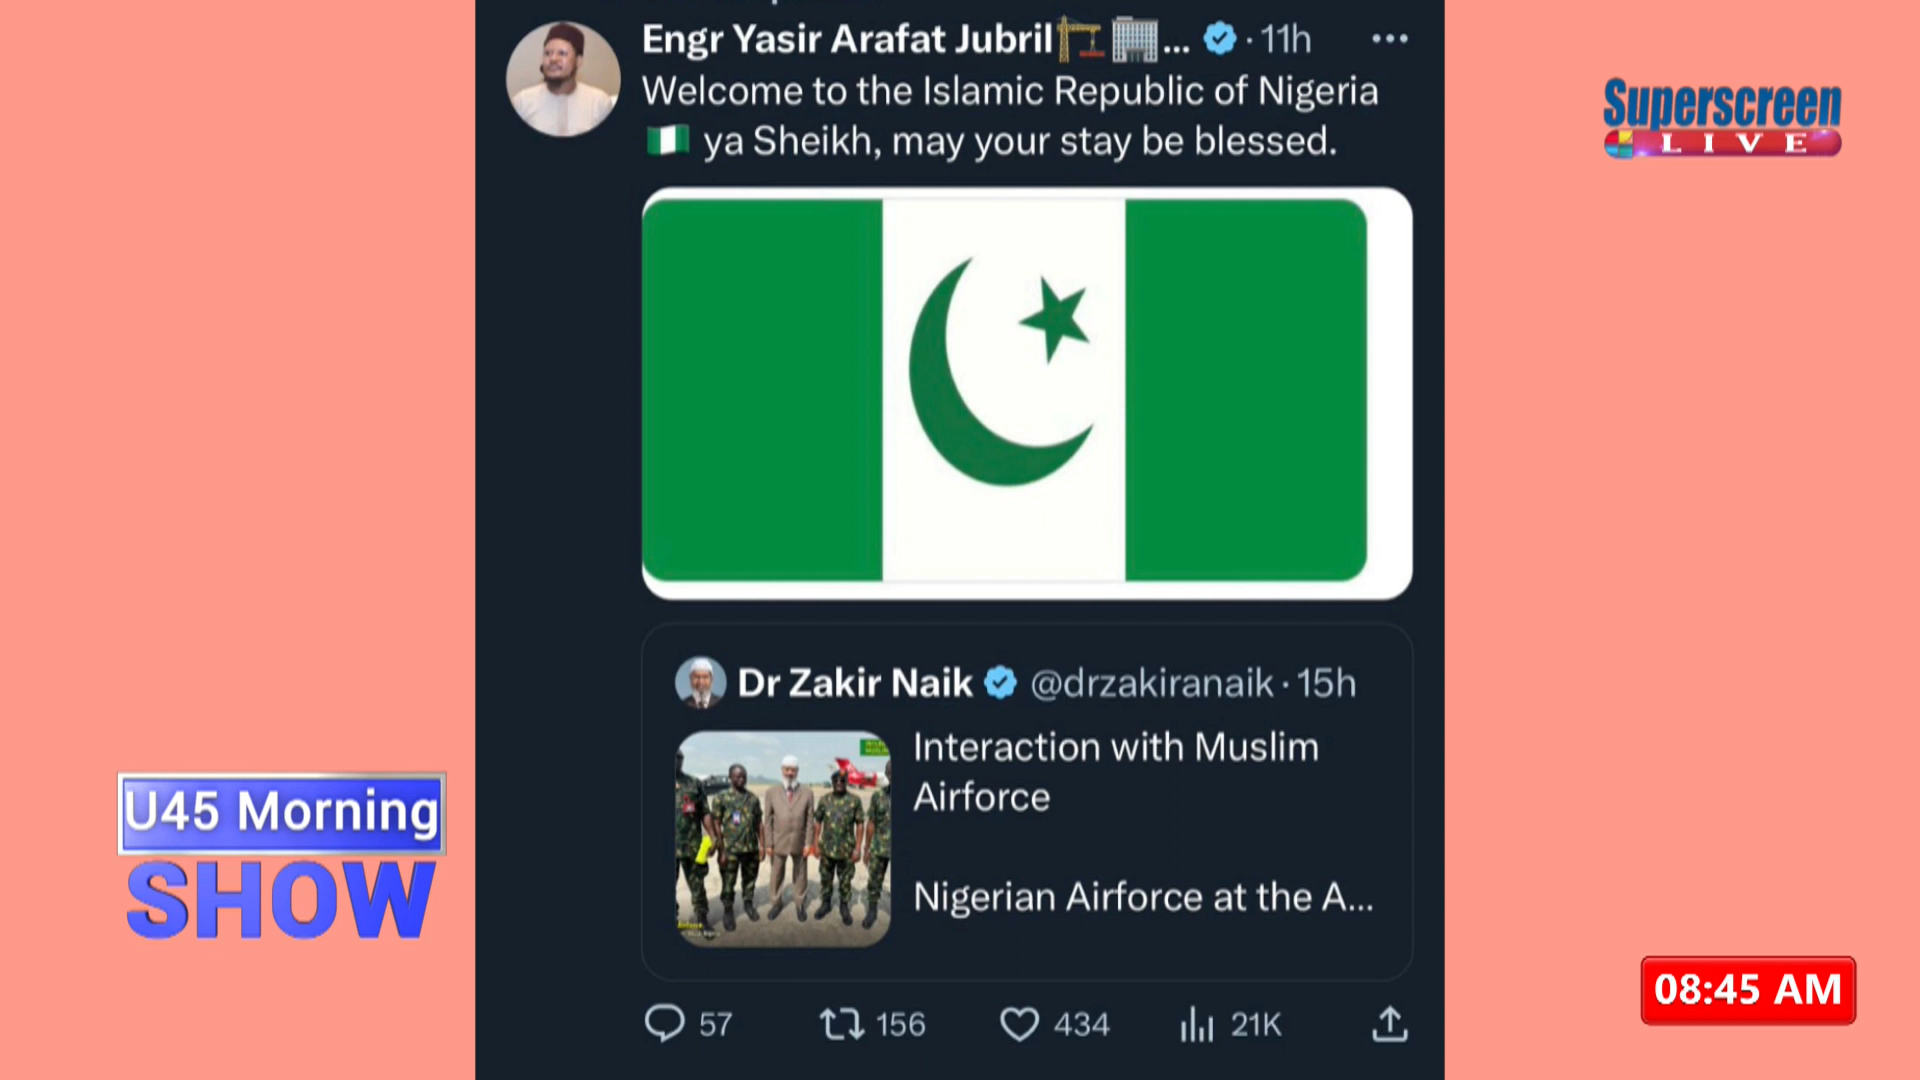 Engr Yasir Arafat Jubril🏗️🏢... · 11h
Welcome to the Islamic Republic of Nigeria
🇳🇬 ya Sheikh, may your stay be blessed.
Superscreen
LIVE
Dr Zakir Naik @drzakiranaik · 15h
Interaction with Muslim
Airforce
Nigerian Airforce at the A...
57 156 434 21K
U45 Morning
SHOW
08:45 AM